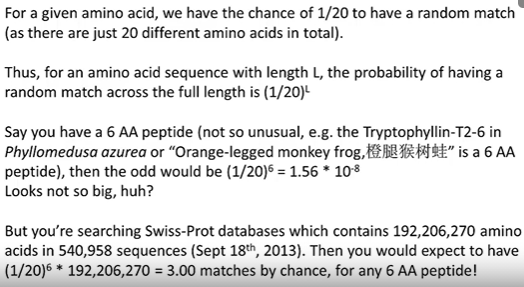 For a given amino acid, we have the chance of 1/20 to have a random match
(as there are just 20 different amino acids in total).
Thus, for an amino acid sequence with length L, the probability of having a
random match across the full length is (1/20)ᴸ
Say you have a 6 AA peptide (not so unusual, e.g. the Tryptophyllin-T2-6 in
Phyllomedusa azurea or “Orange-legged monkey frog,橙腿猴树蛙” is a 6 AA
peptide), then the odd would be (1/20)⁶ = 1.56 * 10⁻⁸
Looks not so big, huh?
But you’re searching Swiss-Prot databases which contains 192,206,270 amino
acids in 540,958 sequences (Sept 18ᵗʰ, 2013). Then you would expect to have
(1/20)⁶ * 192,206,270 = 3.00 matches by chance, for any 6 AA peptide!